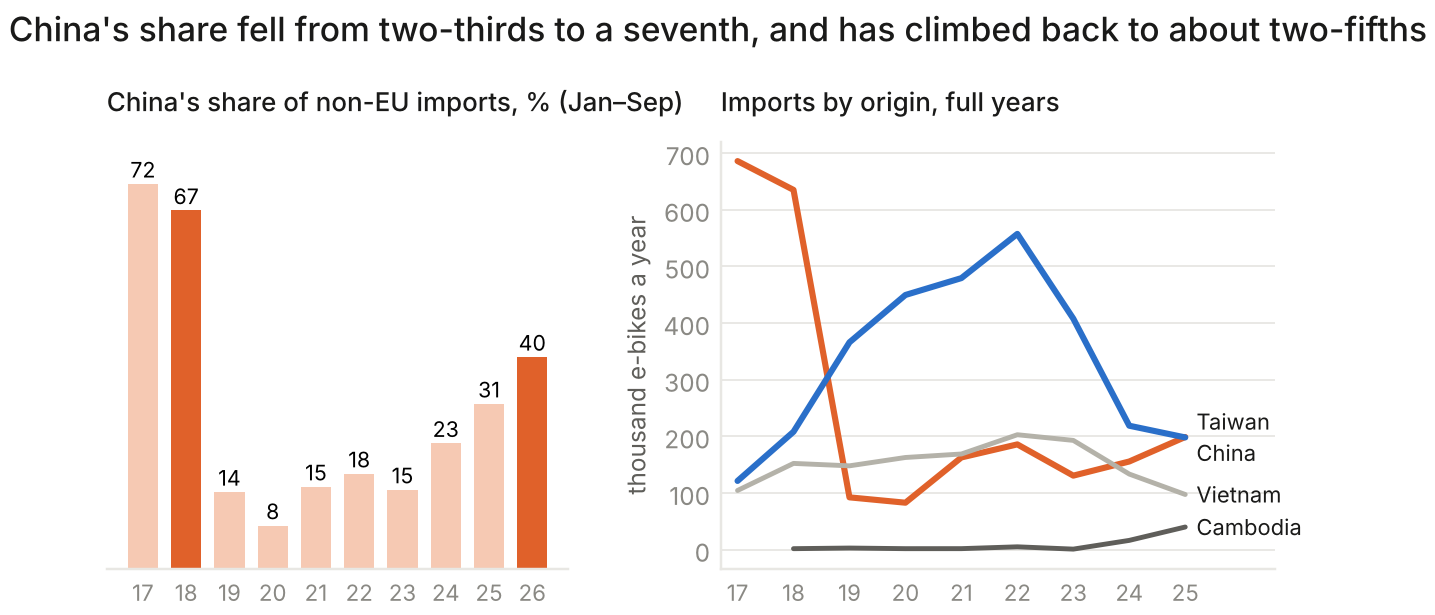 China's share fell from two-thirds to a seventh, and has climbed back to about two-fifths
China's share of non-EU imports, % (Jan–Sep)
72
67
14
8
15
18
15
23
31
40
17 18 19 20 21 22 23 24 25 26
Imports by origin, full years
thousand e-bikes a year
700
600
500
400
300
200
100
0
Taiwan
China
Vietnam
Cambodia
17 18 19 20 21 22 23 24 25